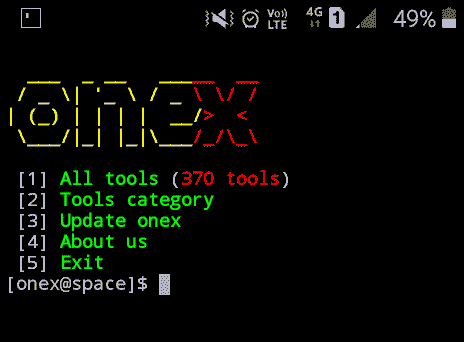 Vo)) LTE 4G 1 49%
onex
[1] All tools (370 tools)
[2] Tools category
[3] Update onex
[4] About us
[5] Exit
[onex@space]$